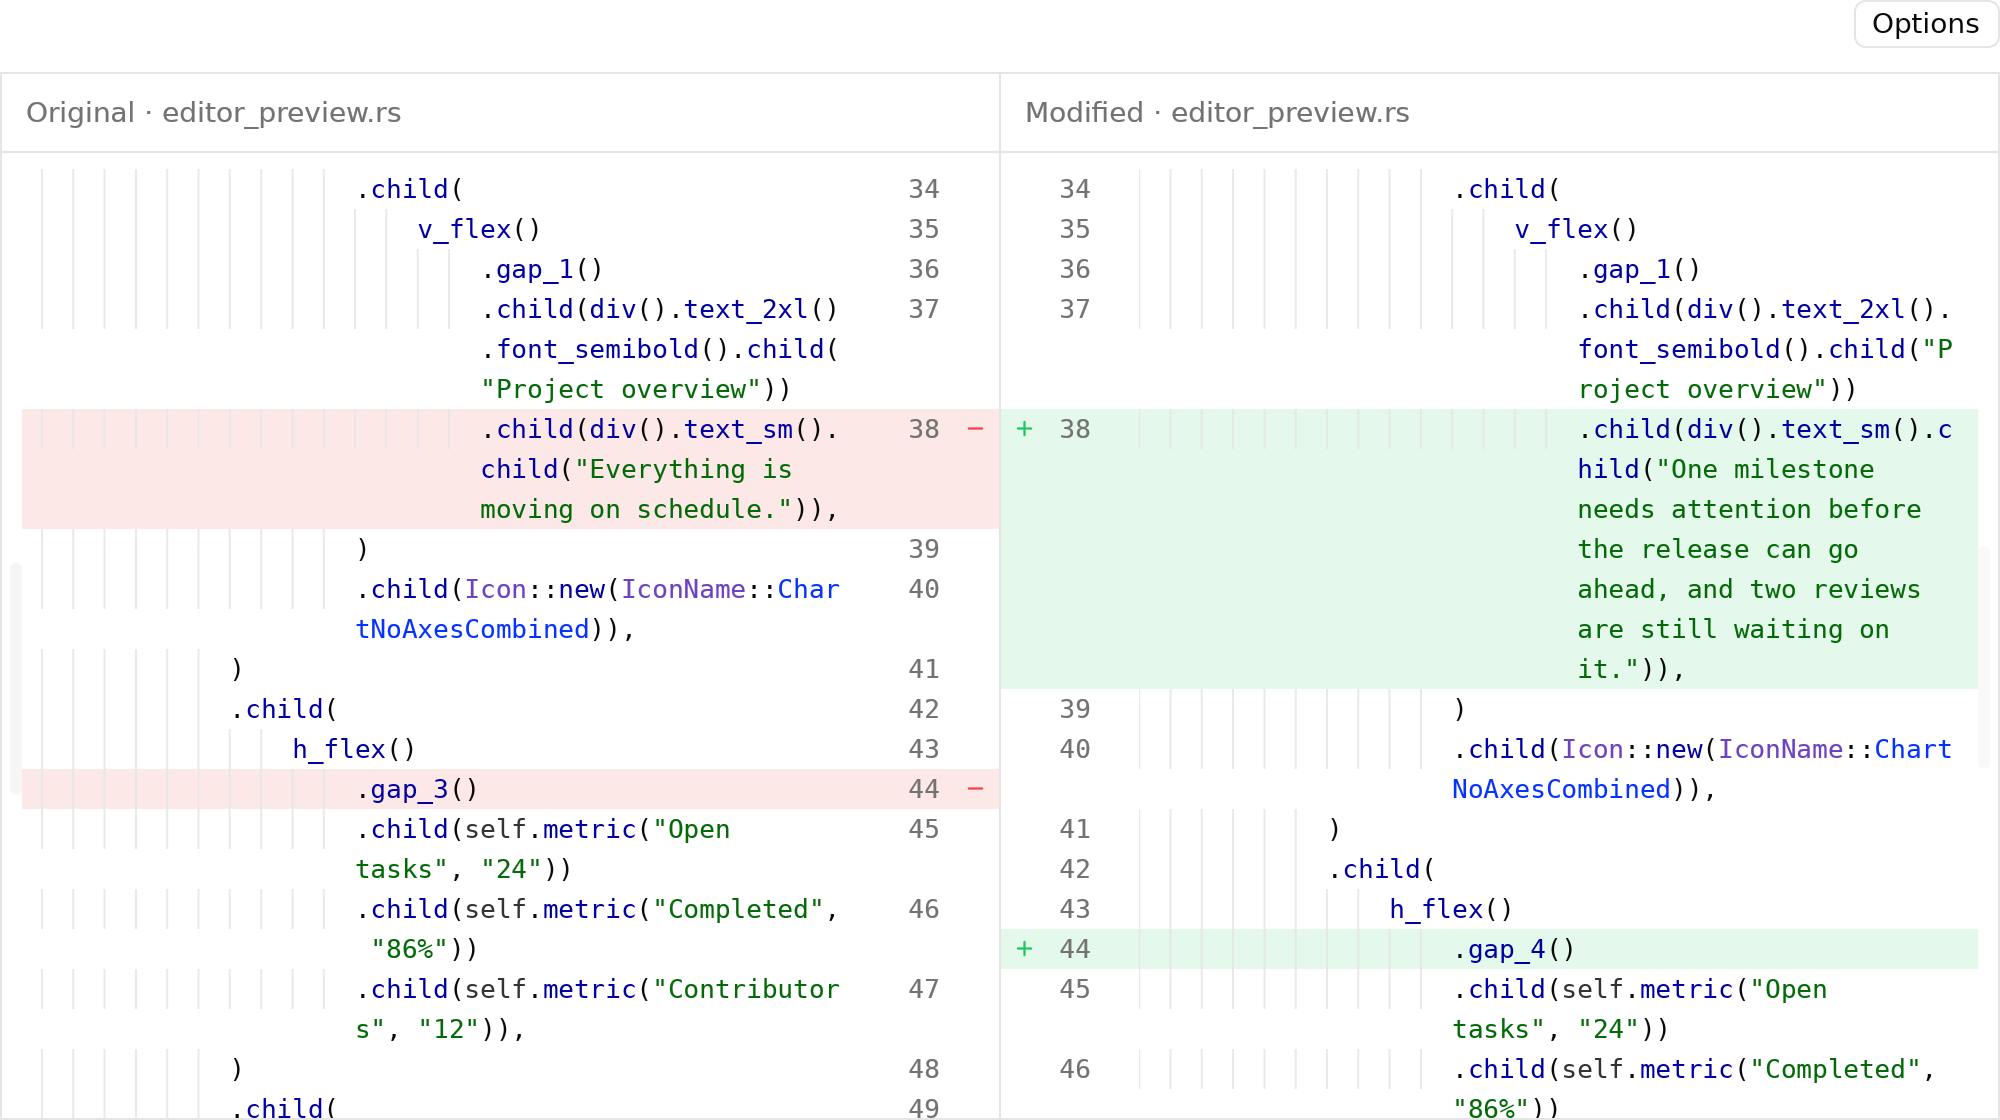 Options
Original · editor_preview.rs
.child( 34
v_flex() 35
.gap_1() 36
.child(div().text_2xl() 37
.font_semibold().child(
"Project overview"))
.child(div().text_sm(). 38 −
child("Everything is
moving on schedule.")),
) 39
.child(Icon::new(IconName::Char 40
tNoAxesCombined)),
) 41
.child( 42
h_flex() 43
.gap_3() 44 −
.child(self.metric("Open 45
tasks", "24"))
.child(self.metric("Completed", 46
"86%"))
.child(self.metric("Contributor 47
s", "12")),
) 48
.child( 49
Modified · editor_preview.rs
34 .child(
35 v_flex()
36 .gap_1()
37 .child(div().text_2xl().
font_semibold().child("P
roject overview"))
+ 38 .child(div().text_sm().c
hild("One milestone
needs attention before
the release can go
ahead, and two reviews
are still waiting on
it.")),
39 )
40 .child(Icon::new(IconName::Chart
NoAxesCombined)),
41 )
42 .child(
43 h_flex()
+ 44 .gap_4()
45 .child(self.metric("Open
tasks", "24"))
46 .child(self.metric("Completed",
"86%"))